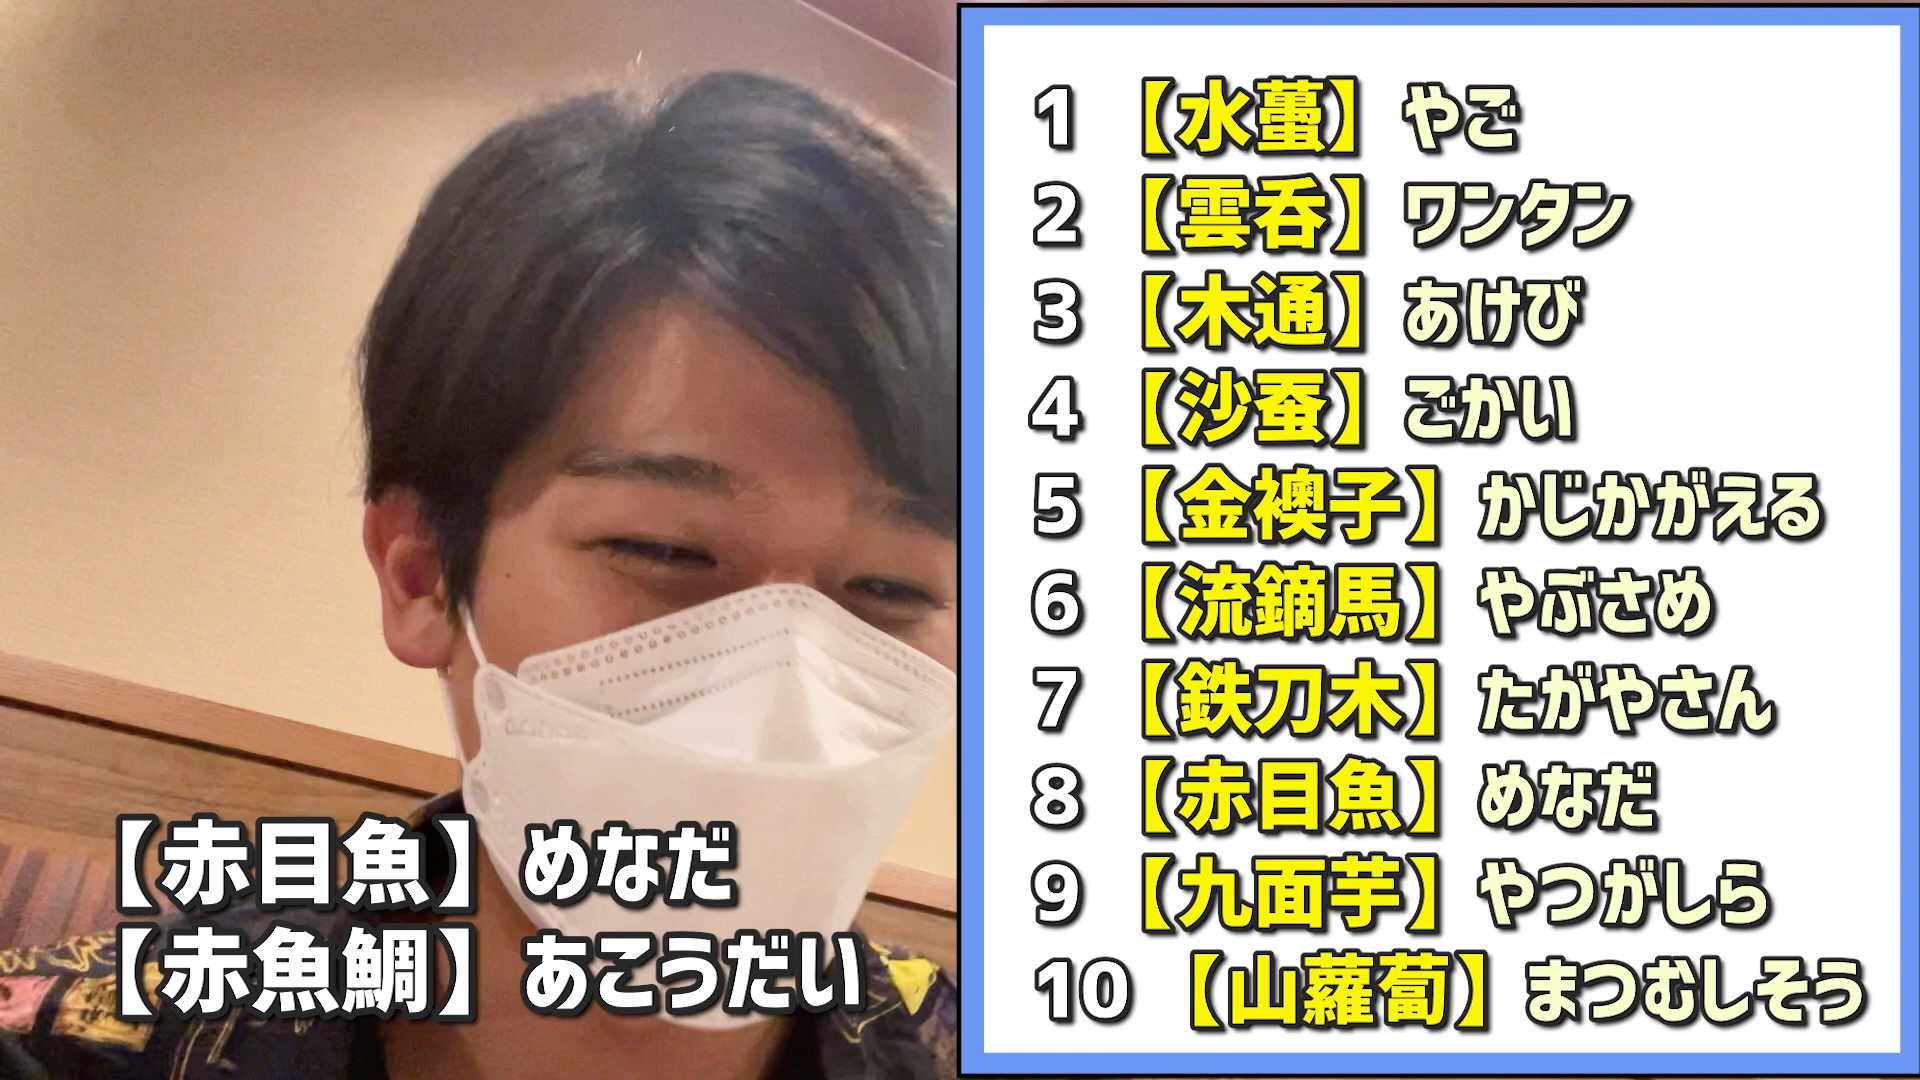 【赤目魚】めなだ
【赤魚鯛】あこうだい
1 【水蠆】やご
2 【雲呑】ワンタン
3 【木通】あけび
4 【沙蚕】ごかい
5 【金襖子】かじかがえる
6 【流鏑馬】やぶさめ
7 【鉄刀木】たがやさん
8 【赤目魚】めなだ
9 【九面芋】やつがしら
10 【山蘿蔔】まつむしそう